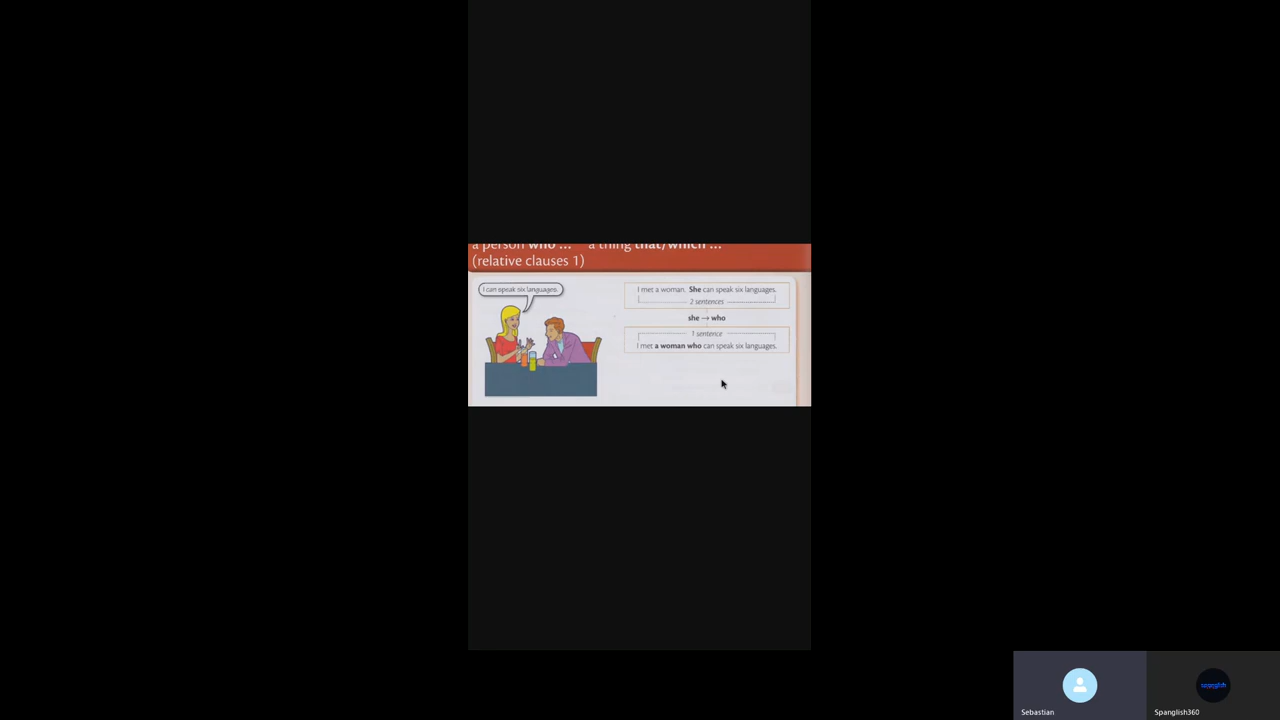 a person who ... a thing that/which ...
(relative clauses 1)
I can speak six languages.
I met a woman. She can speak six languages.
2 sentences
she → who
1 sentence
I met a woman who can speak six languages.
Sebastian
Spanglish360